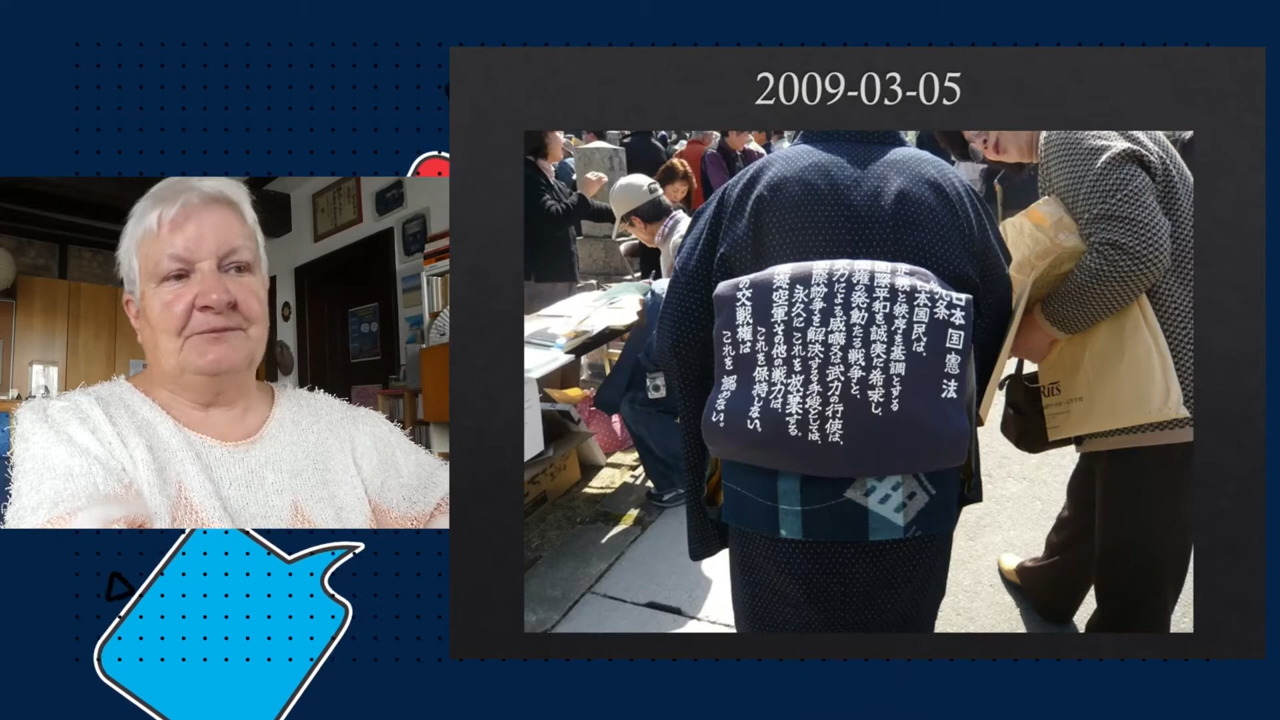 2009-03-05
日本国憲法
九条
日本国民は、
正義と秩序を基調とする
国際平和を誠実に希求し、
国権の発動たる戦争と、
武力による威嚇又は武力の行使は、
国際紛争を解決する手段としては、
永久にこれを放棄する。
海空軍その他の戦力は、
これを保持しない。
の交戦権は
これを認めない。
Rits